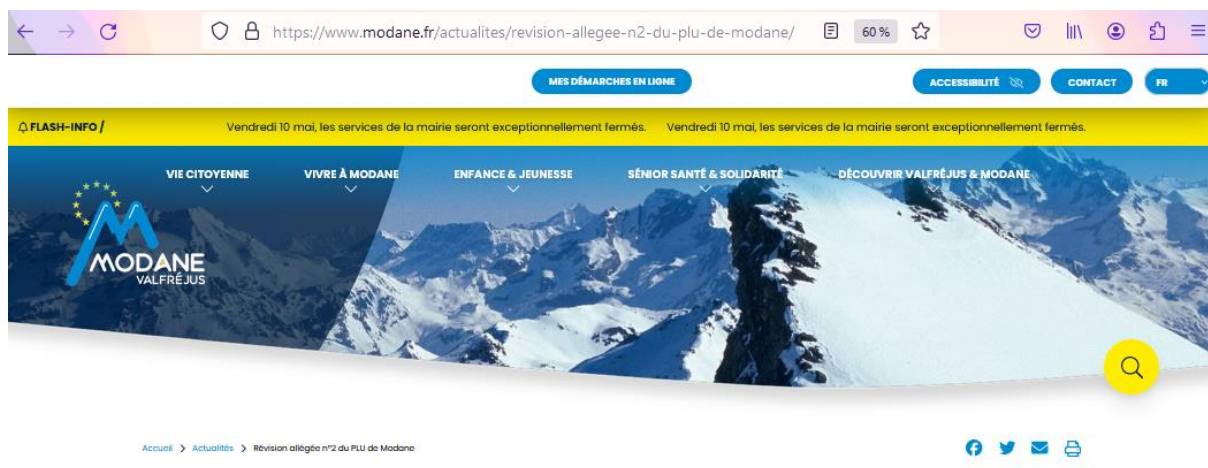 https://www.modane.fr/actualites/revision-allegee-n2-du-plu-de-modane/ 60 %
MES DÉMARCHES EN LIGNE ACCESSIBILITÉ CONTACT FR
FLASH-INFO / Vendredi 10 mai, les services de la mairie seront exceptionnellement fermés. Vendredi 10 mai, les services de la mairie seront exceptionnellement fermés.
VIE CITOYENNE VIVRE À MODANE ENFANCE & JEUNESSE SÉNIOR SANTÉ & SOLIDARITÉ DÉCOUVRIR VALFRÉJUS & MODANE
MODANE
VALFRÉJUS
Accueil > Actualités > Révision allégée n°2 du PLU de Modane